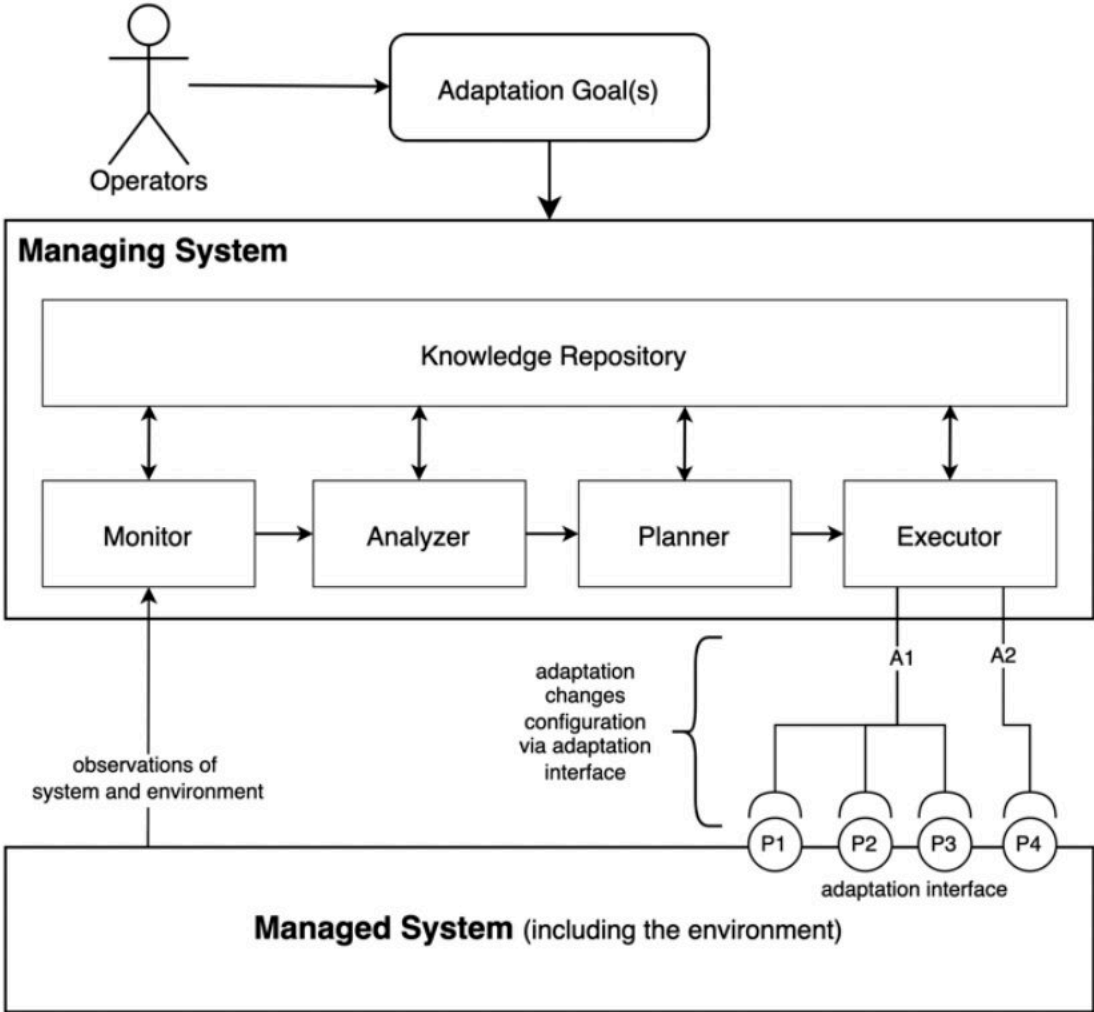 Adaptation Goal(s)
Operators
Managing System
Knowledge Repository
Monitor
Analyzer
Planner
Executor
A1
A2
adaptation
changes
configuration
via adaptation
interface
observations of
system and environment
P1
P2
P3
P4
adaptation interface
Managed System (including the environment)